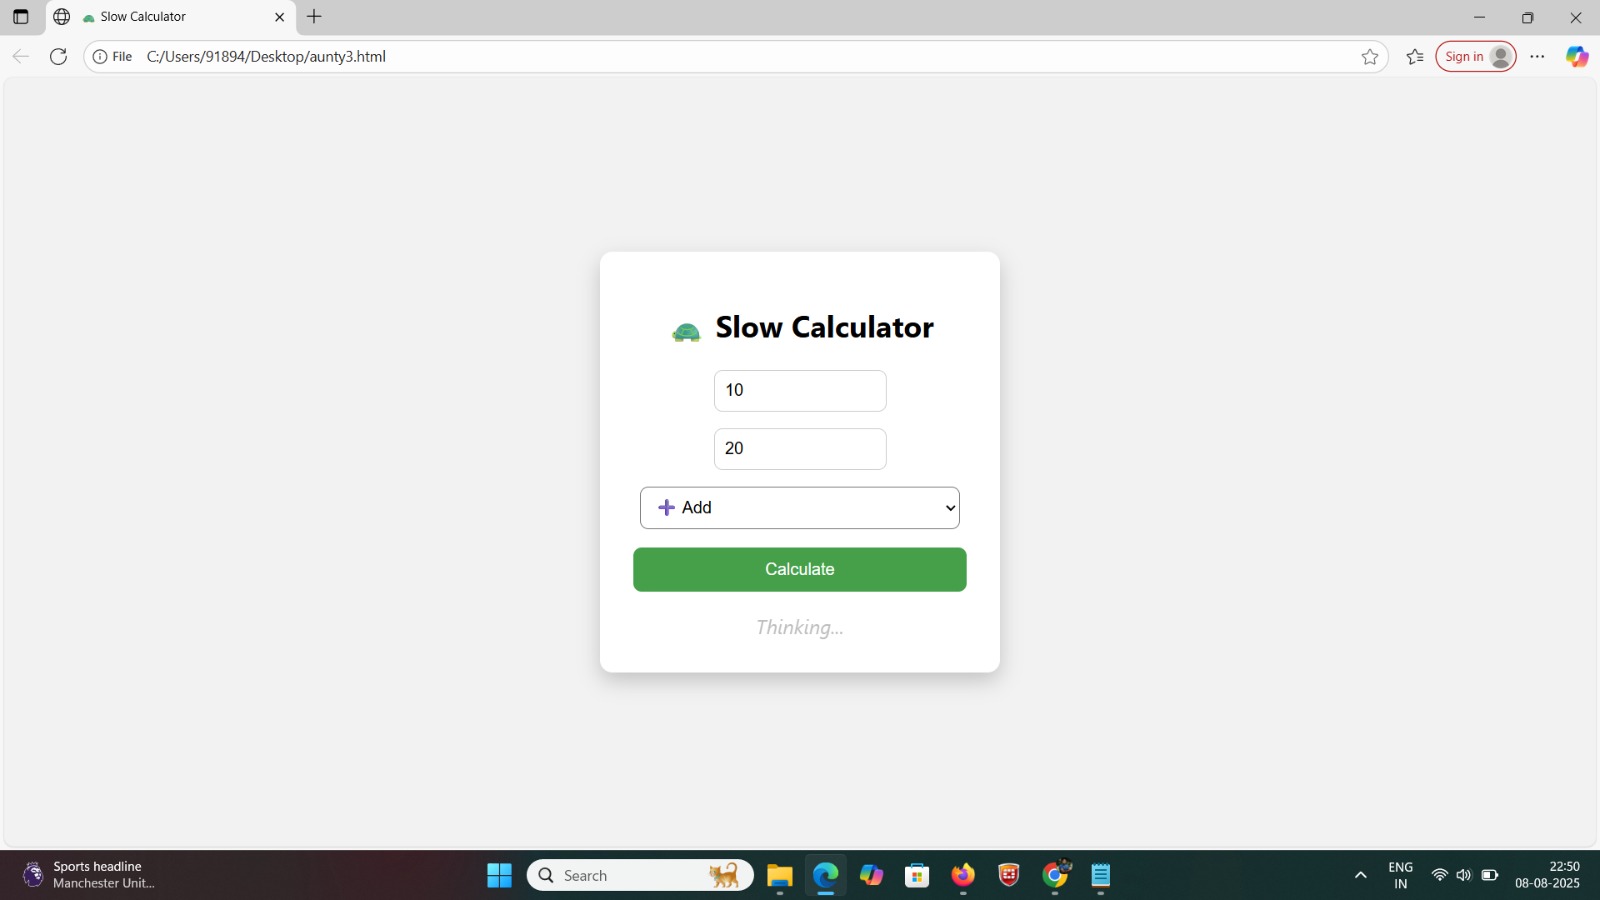 Slow Calculator
File C:/Users/91894/Desktop/aunty3.html
Sign in
Slow Calculator
10
20
Add
Calculate
Thinking...
Sports headline
Manchester Unit...
Search
ENG
IN
22:50
08-08-2025